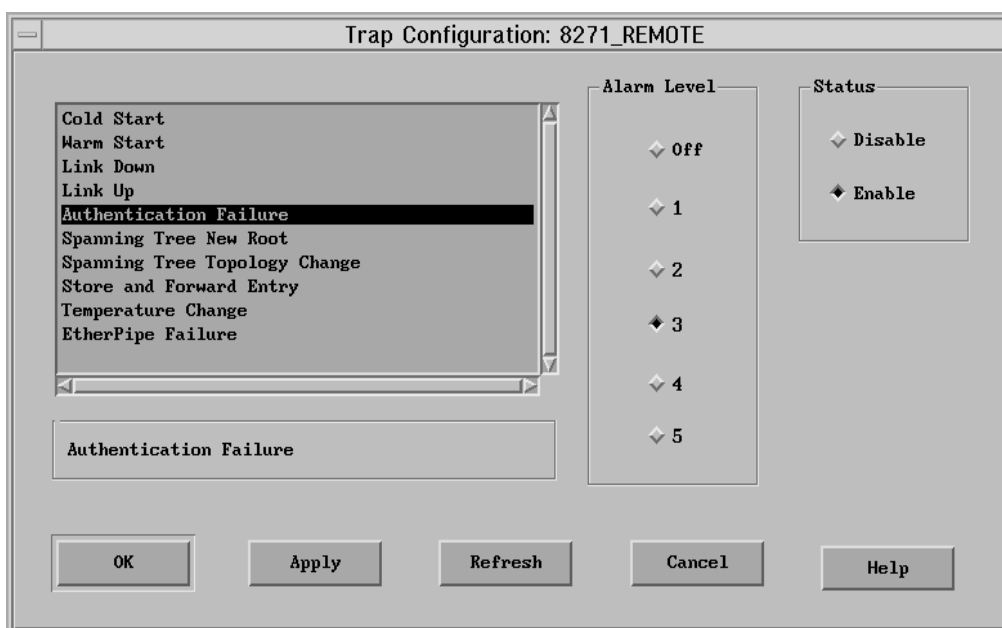 Trap Configuration: 8271_REMOTE
Cold Start
Warm Start
Link Down
Link Up
Authentication Failure
Spanning Tree New Root
Spanning Tree Topology Change
Store and Forward Entry
Temperature Change
EtherPipe Failure
Authentication Failure
Alarm Level
Off
1
2
3
4
5
Status
Disable
Enable
OK
Apply
Refresh
Cancel
Help